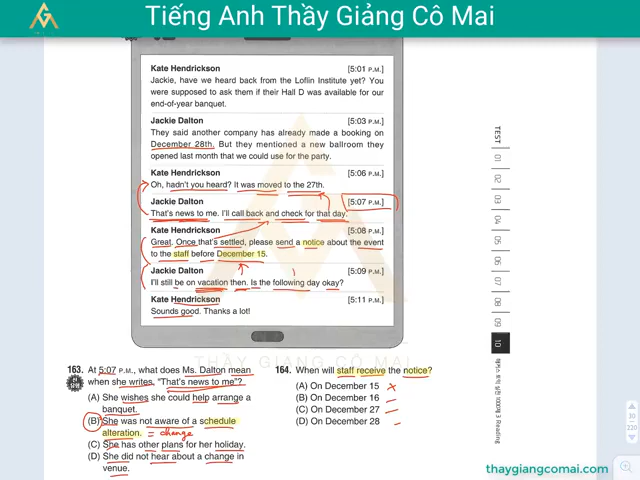 Tiếng Anh Thầy Giảng Cô Mai
Kate Hendrickson [5:01 P.M.]
Jackie, have we heard back from the Loflin Institute yet? You
were supposed to ask them if their Hall D was available for our
end-of-year banquet.
Jackie Dalton [5:03 P.M.]
They said another company has already made a booking on
December 28th. But they mentioned a new ballroom they
opened last month that we could use for the party.
Kate Hendrickson [5:06 P.M.]
Oh, hadn't you heard? It was moved to the 27th.
Jackie Dalton [5:07 P.M.]
That's news to me. I'll call back and check for that day.
Kate Hendrickson [5:08 P.M.]
Great. Once that's settled, please send a notice about the event
to the staff before December 15.
Jackie Dalton [5:09 P.M.]
I'll still be on vacation then. Is the following day okay?
Kate Hendrickson [5:11 P.M.]
Sounds good. Thanks a lot!
THẦY GIẢNG CÔ MAI
163. At 5:07 P.M., what does Ms. Dalton mean
when she writes, "That's news to me"?
(A) She wishes she could help arrange a
banquet.
(B) She was not aware of a schedule
alteration. = change
(C) She has other plans for her holiday.
(D) She did not hear about a change in
venue.
164. When will staff receive the notice?
(A) On December 15
(B) On December 16
(C) On December 27
(D) On December 28
TEST
01
02
03
04
05
06
07
08
09
10
30
220
thaygiangcomai.com